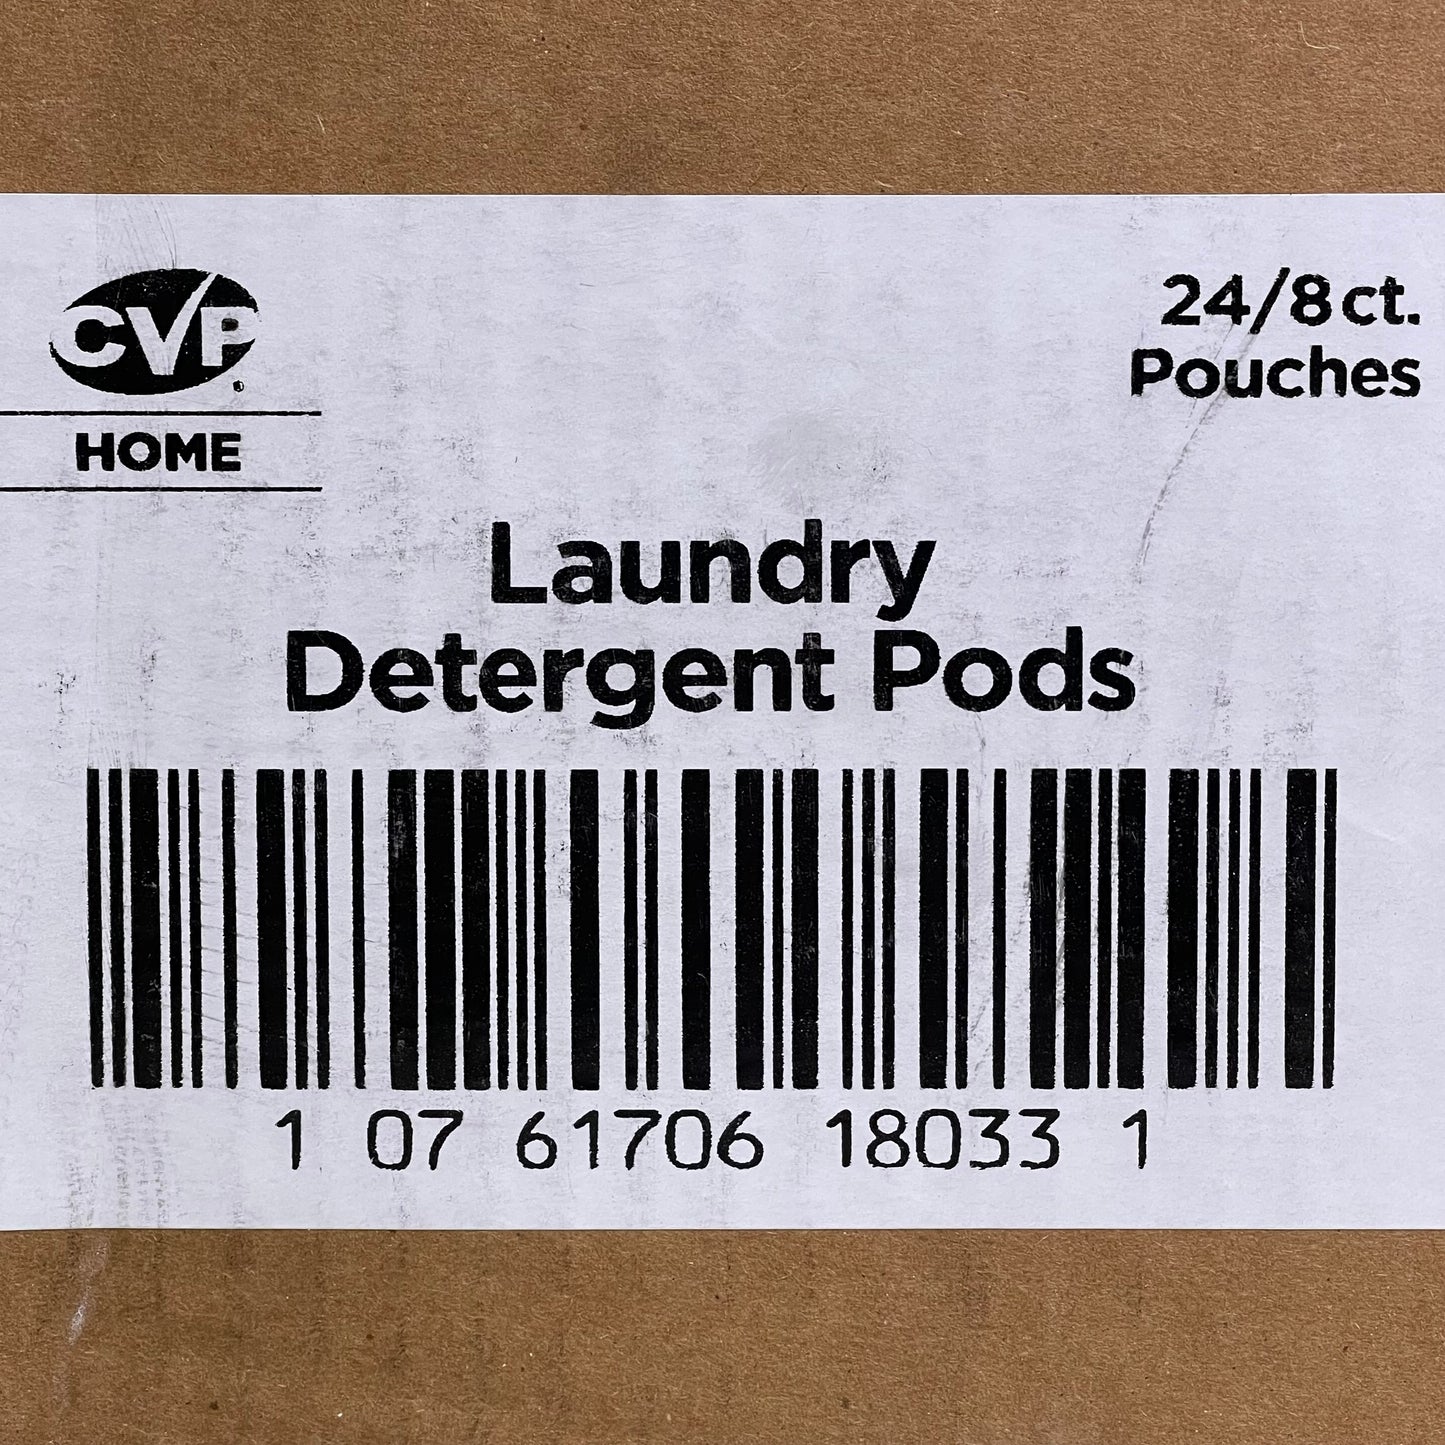 CVP®
HOME
24/8 ct.
Pouches
Laundry
Detergent Pods
1 07 61706 18033 1